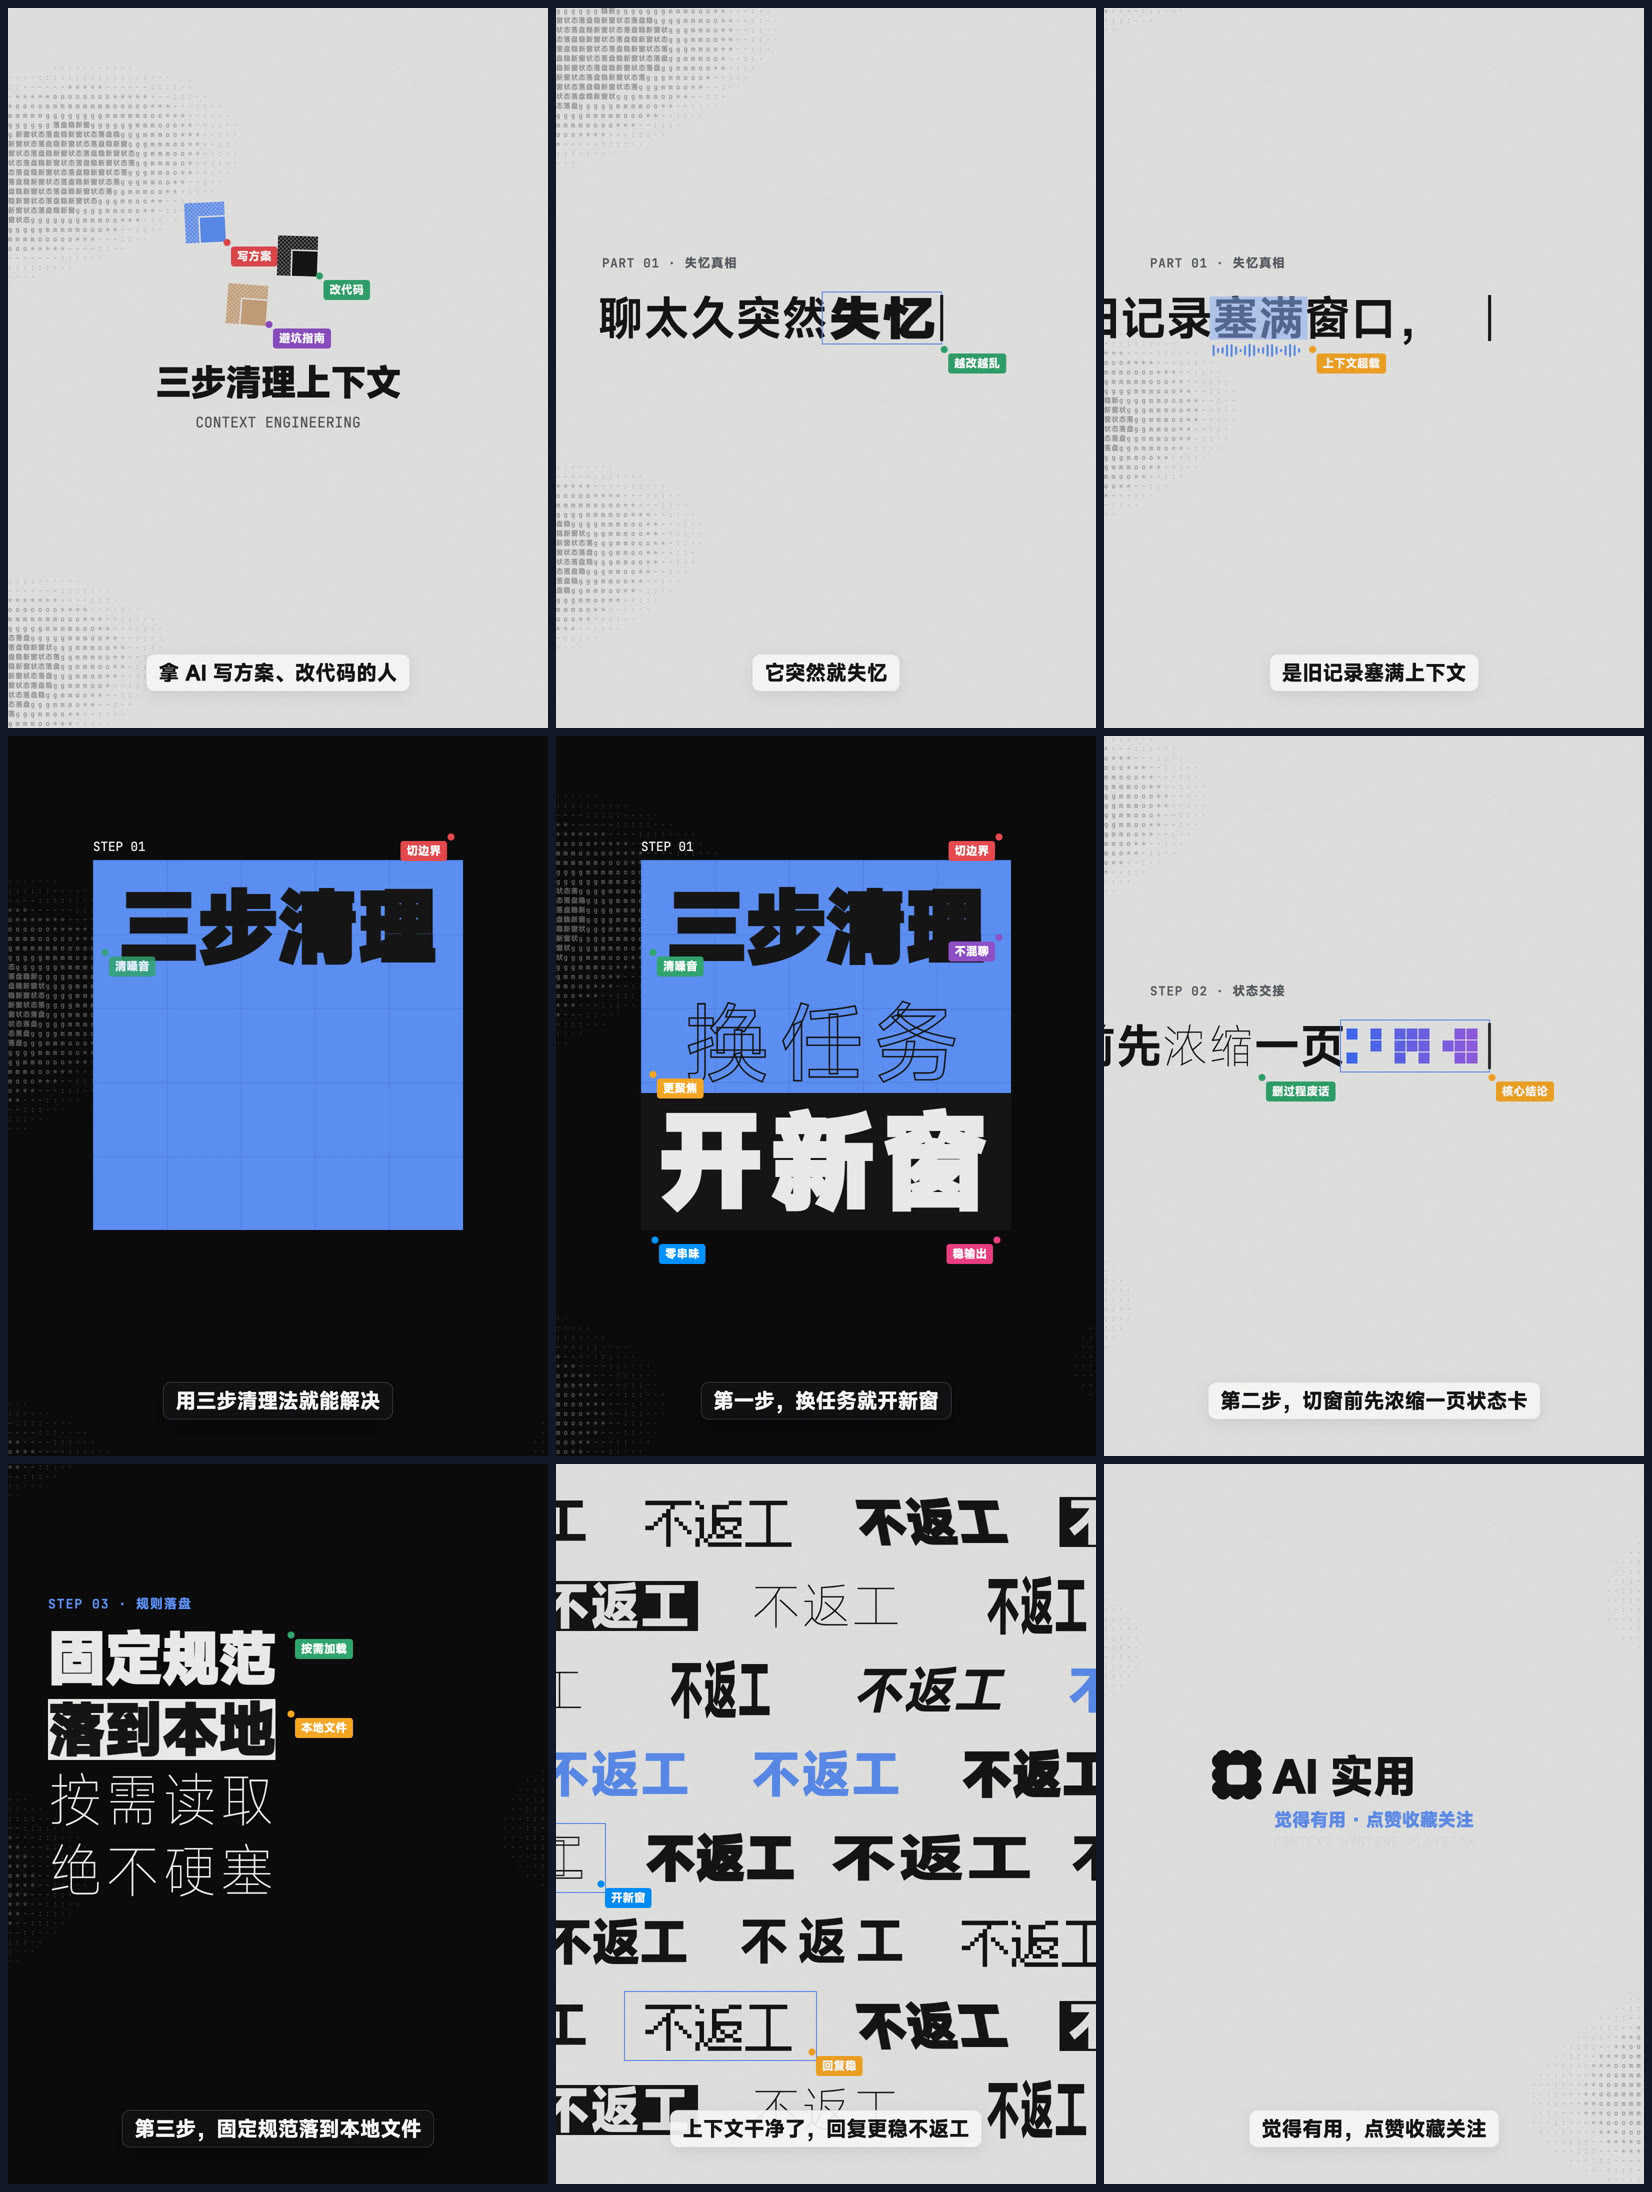 写方案
改代码
避坑指南
三步清理上下文
CONTEXT ENGINEERING
拿 AI 写方案、改代码的人
PART 01 · 失忆真相
聊太久突然失忆
越改越乱
它突然就失忆
PART 01 · 失忆真相
旧记录塞满窗口，
上下文超载
是旧记录塞满上下文
STEP 01
切边界
三步清理
清噪音
用三步清理法就能解决
STEP 01
切边界
三步清理
不混聊
清噪音
换任务
更聚焦
开新窗
零串味
稳输出
第一步，换任务就开新窗
STEP 02 · 状态交接
前先浓缩一页
删过程废话
核心结论
第二步，切窗前先浓缩一页状态卡
STEP 03 · 规则落盘
固定规范
按需加载
落到本地
本地文件
按需读取
绝不硬塞
第三步，固定规范落到本地文件
工 不返工 不返工
不返工 不返工 不返工
工 不返工 不返工 不
不返工 不返工 不返工
工 不返工 不返工 不
开新窗
不返工 不返工 不返工
工 不返工 不返工
回复稳
不返工 不返工 不返工
上下文干净了，回复更稳不返工
AI 实用
觉得有用 · 点赞收藏关注
CONTEXT HYGIENE PLAYBOOK
觉得有用，点赞收藏关注